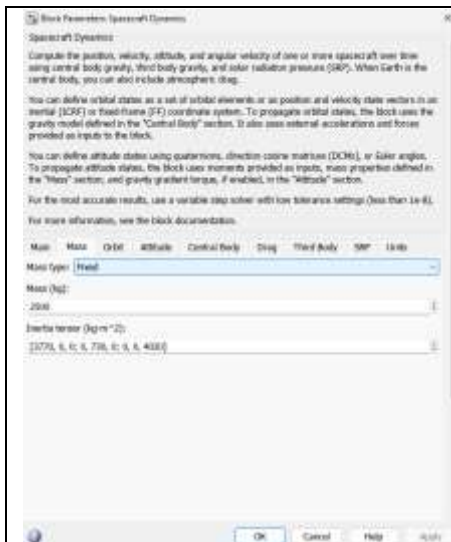 Block Parameters: Spacecraft Dynamics
Spacecraft Dynamics
Compute the position, velocity, attitude, and angular velocity of one or more spacecraft over time
using central body gravity, third body gravity, and solar radiation pressure (SRP). When Earth is the
central body, you can also include atmospheric drag.
You can define orbital states as a set of orbital elements or as position and velocity state vectors in an
inertial (ICRF) or fixed-frame (FF) coordinate system. To propagate orbital states, the block uses the
gravity model defined in the "Central Body" section. It also uses external accelerations and forces
provided as inputs to the block.
You can define attitude states using quaternions, direction cosine matrices (DCMs), or Euler angles.
To propagate attitude states, the block uses moments provided as inputs, mass properties defined in
the "Mass" section, and gravity gradient torque, if enabled, in the "Attitude" section.
For the most accurate results, use a variable step solver with low tolerance settings (less than 1e-8).
For more information, see the block documentation.
Main Mass Orbit Attitude Central Body Drag Third Body SRP Units
Mass type: Fixed
Mass (kg):
Inertia tensor (kg·m^2):
OK Cancel Help Apply